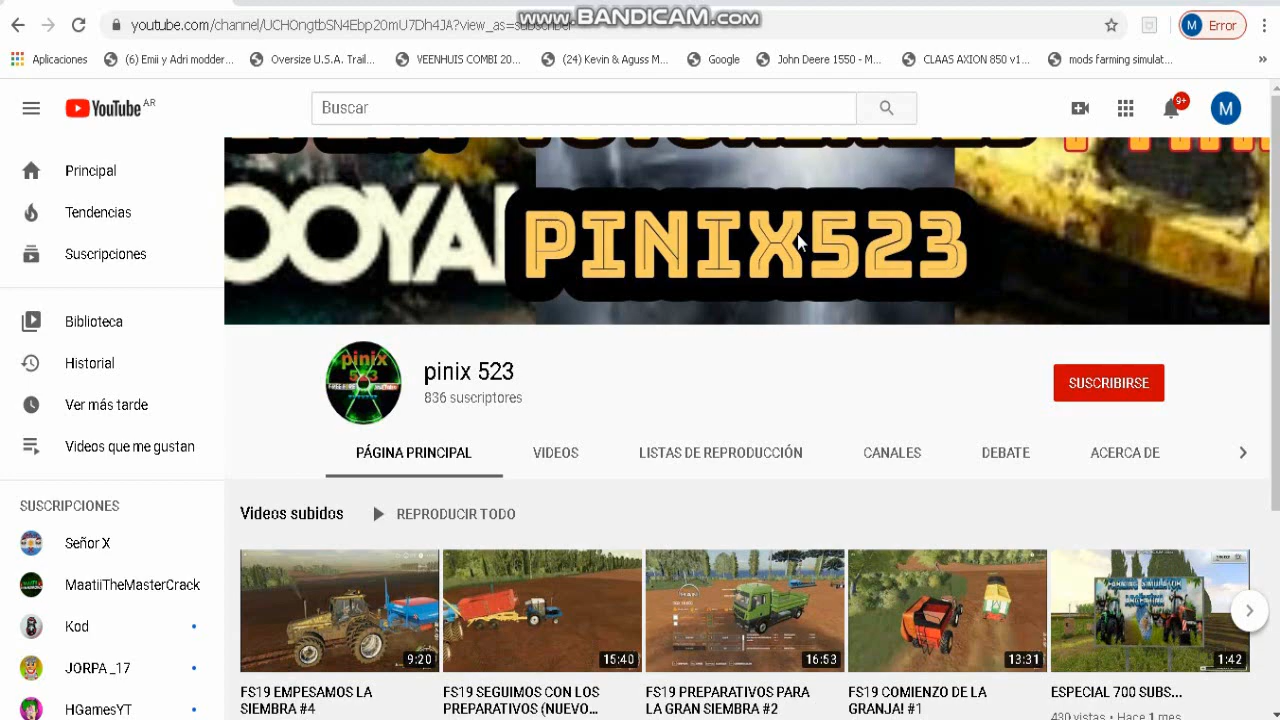 www.BANDICAM.com
youtube.com/channel/UCHOngtbSN4Ebp20mU7Dh4JA?view_as=subscriber
M Error
Aplicaciones (6) Emii y Adri modder... Oversize U.S.A. Trail... VEENHUIS COMBI 20... (24) Kevin & Aguss M... Google John Deere 1550 - M... CLAAS AXION 850 v1... mods farming simulat... »
YouTube AR
Buscar
9+
M
OOYA
PINIX523
Principal
Tendencias
Suscripciones
Biblioteca
Historial
Ver más tarde
Videos que me gustan
SUSCRIPCIONES
Señor X
MaatiiTheMasterCrack
Kod
JORPA_17
HGamesYT
pinix
523
pinix 523
836 suscriptores
SUSCRIBIRSE
PÁGINA PRINCIPAL VIDEOS LISTAS DE REPRODUCCIÓN CANALES DEBATE ACERCA DE
Videos subidos REPRODUCIR TODO
9:20
FS19 EMPESAMOS LA
SIEMBRA #4
15:40
FS19 SEGUIMOS CON LOS
PREPARATIVOS (NUEVO...
16:53
FS19 PREPARATIVOS PARA
LA GRAN SIEMBRA #2
13:31
FS19 COMIENZO DE LA
GRANJA! #1
FARMING SIMULATOR
1:42
ESPECIAL 700 SUBS...
430 vistas • Hace 1 mes